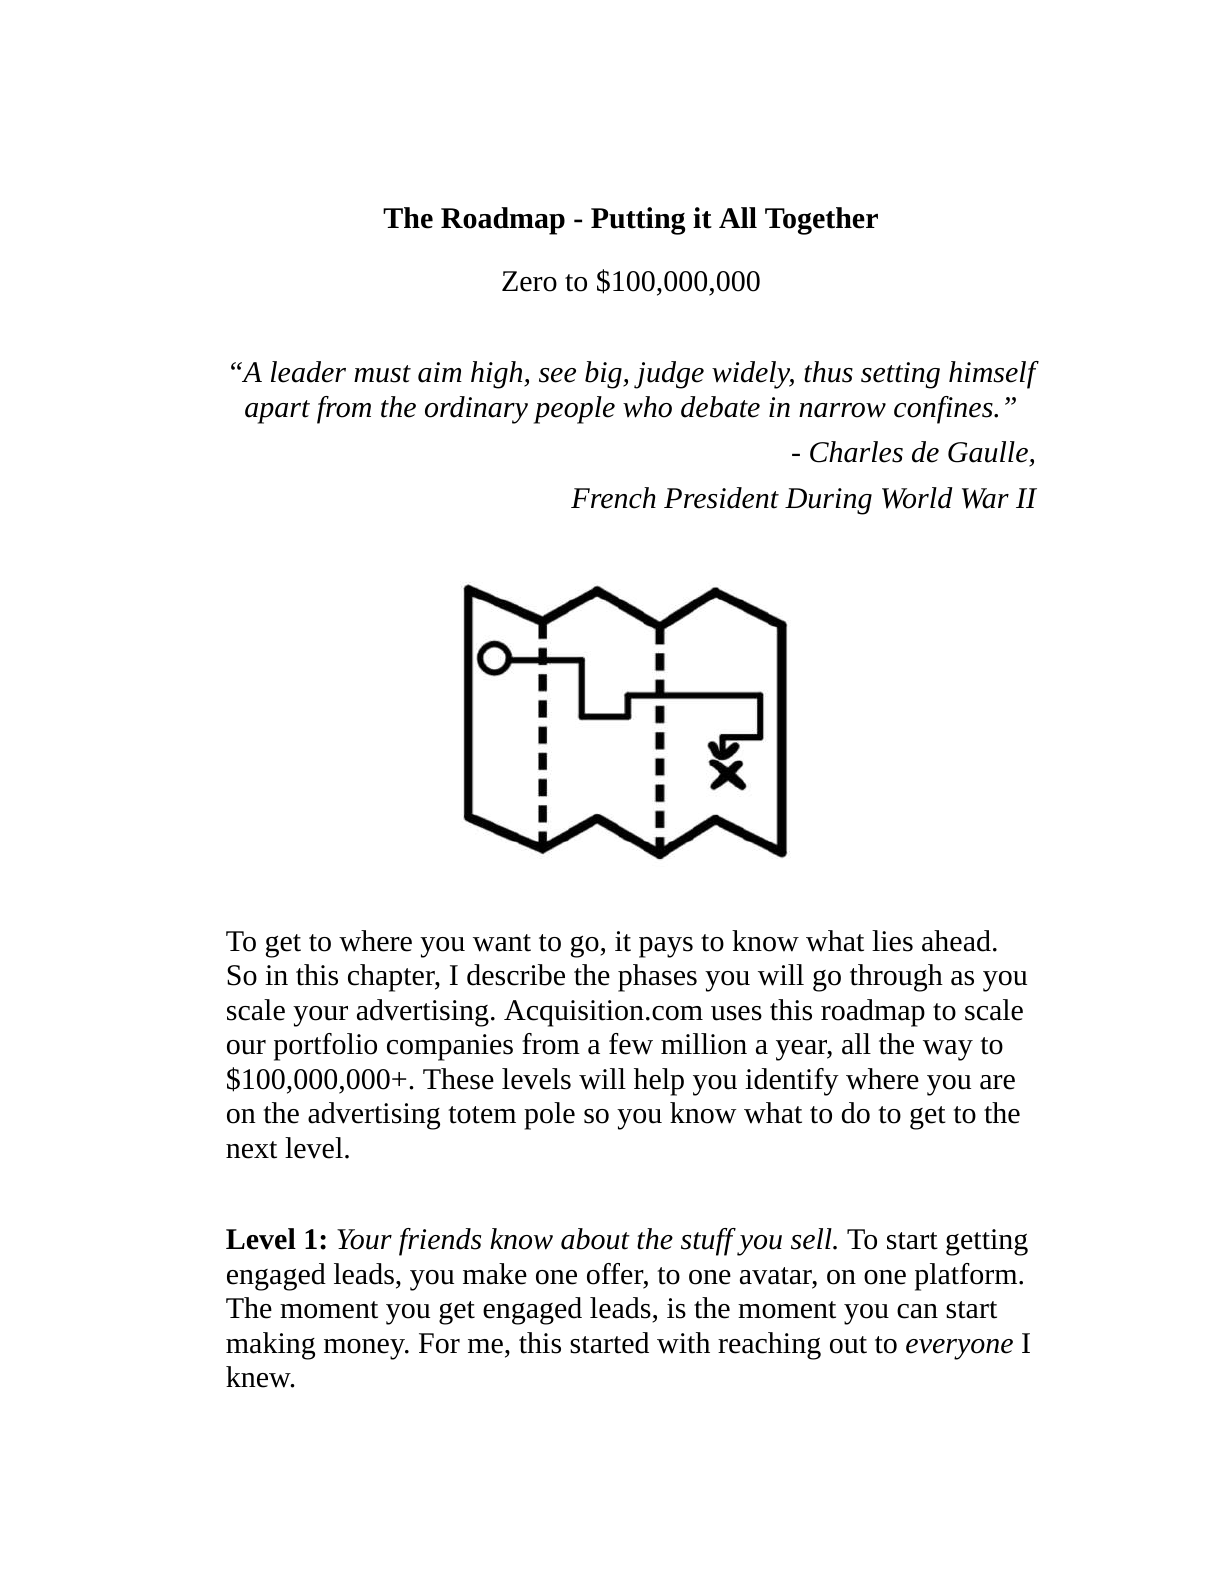 The Roadmap - Putting it All Together
Zero to $100,000,000
“A leader must aim high, see big, judge widely, thus setting himself
apart from the ordinary people who debate in narrow confines.”
- Charles de Gaulle,
French President During World War II
To get to where you want to go, it pays to know what lies ahead.
So in this chapter, I describe the phases you will go through as you
scale your advertising. Acquisition.com uses this roadmap to scale
our portfolio companies from a few million a year, all the way to
$100,000,000+. These levels will help you identify where you are
on the advertising totem pole so you know what to do to get to the
next level.
Level 1: Your friends know about the stuff you sell. To start getting
engaged leads, you make one offer, to one avatar, on one platform.
The moment you get engaged leads, is the moment you can start
making money. For me, this started with reaching out to everyone I
knew.